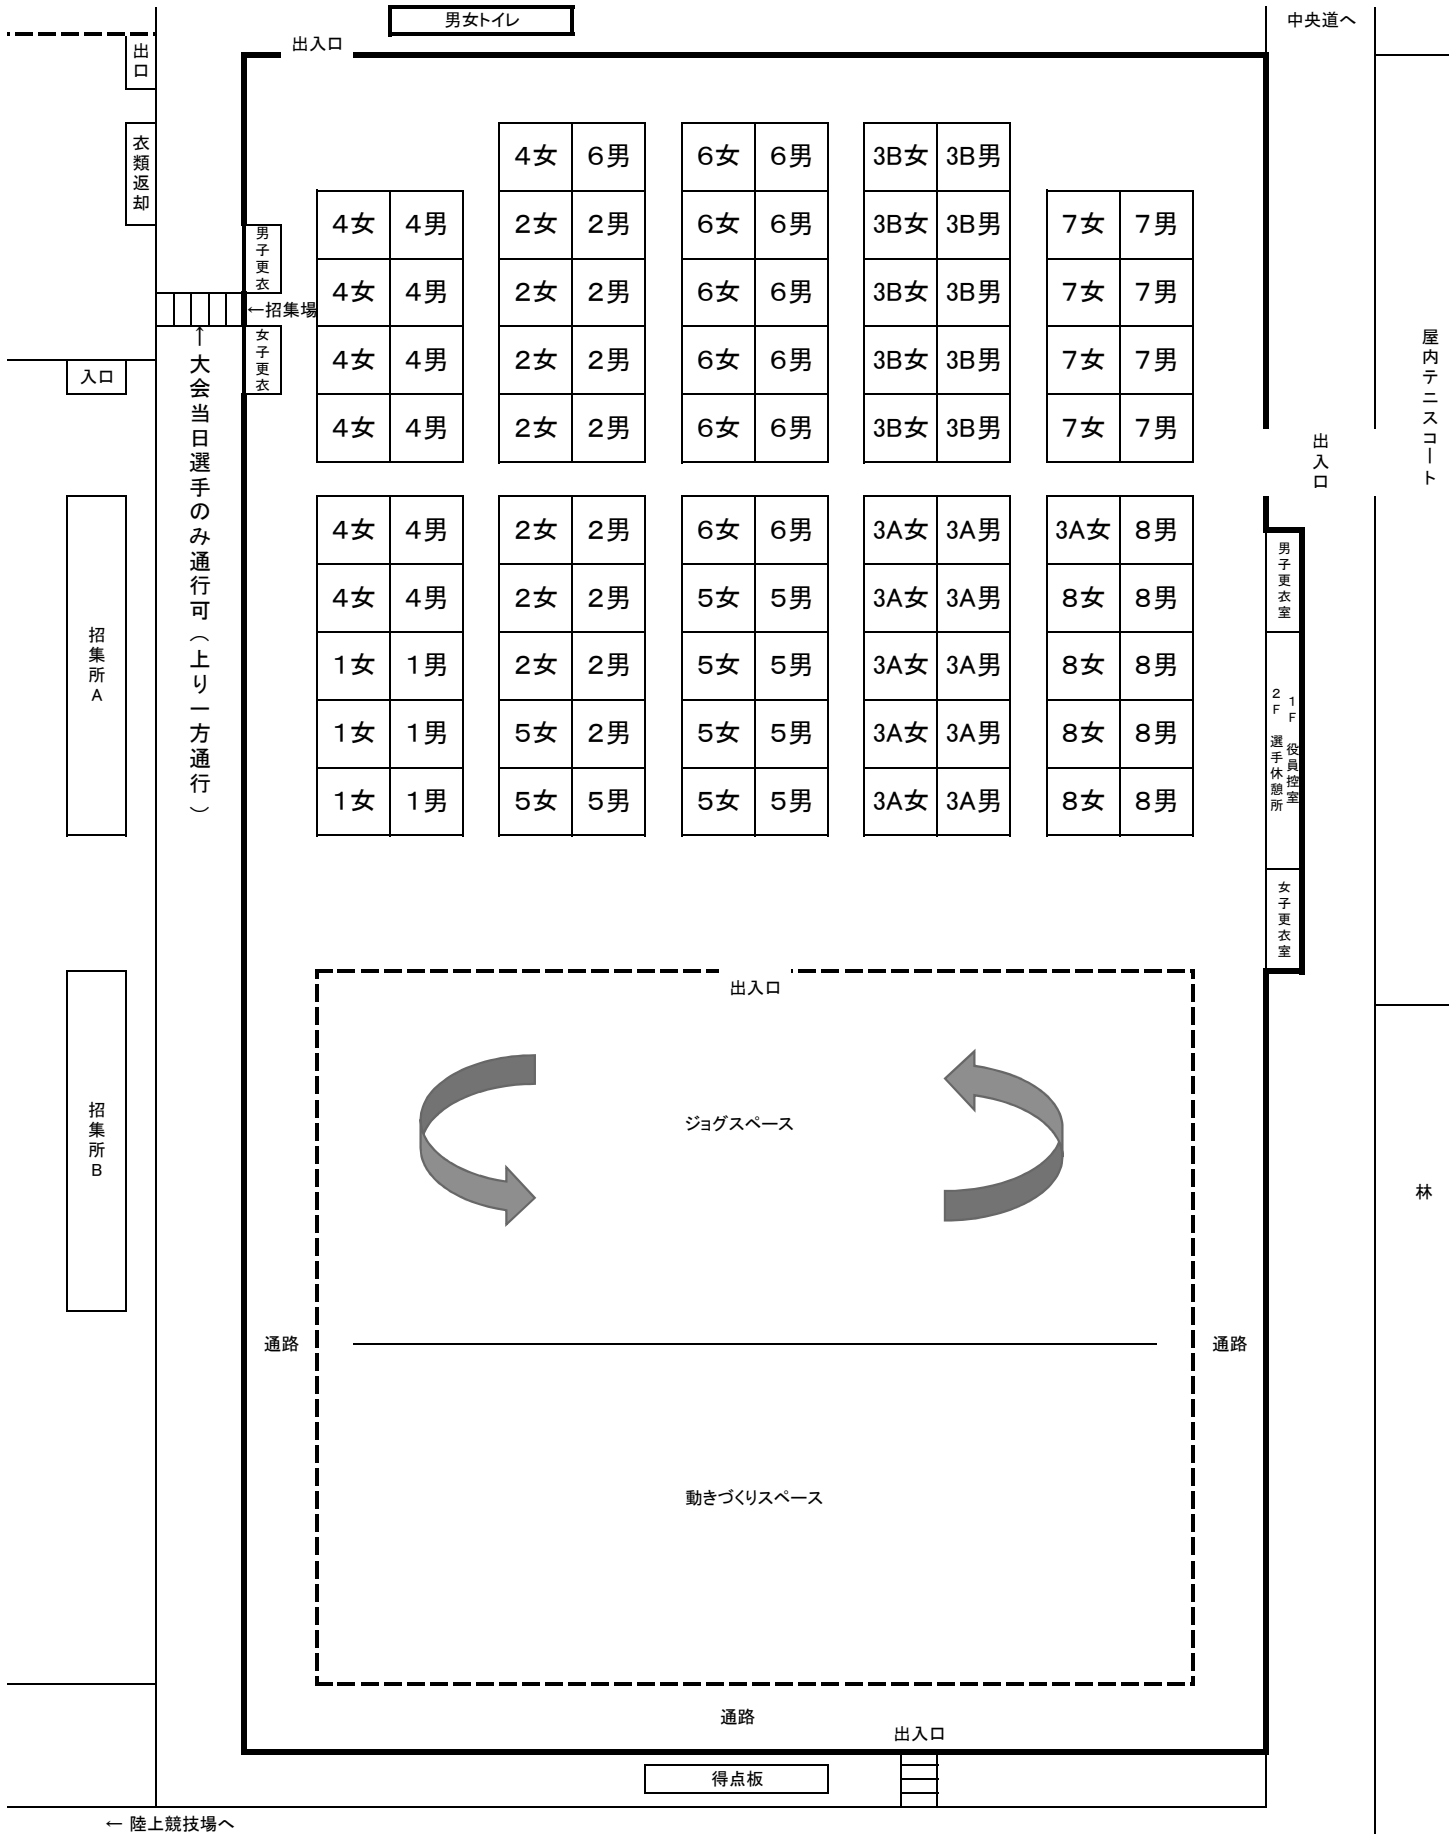 男女トイレ
中央道へ
出入口
出口
衣類返却
4女 6男 6女 6男 3B女 3B男
4女 4男 2女 2男 6女 6男 3B女 3B男 7女 7男
男子更衣
4女 4男 2女 2男 6女 6男 3B女 3B男 7女 7男
←招集場
女子更衣
4女 4男 2女 2男 6女 6男 3B女 3B男 7女 7男
入口
4女 4男 2女 2男 6女 6男 3B女 3B男 7女 7男
↑大会当日選手のみ通行可（上り一方通行）
屋内テニスコート
出入口
4女 4男 2女 2男 6女 6男 3A女 3A男 3A女 8男
4女 4男 2女 2男 5女 5男 3A女 3A男 8女 8男
1女 1男 2女 2男 5女 5男 3A女 3A男 8女 8男
1女 1男 5女 2男 5女 5男 3A女 3A男 8女 8男
1女 1男 5女 5男 5女 5男 3A女 3A男 8女 8男
招集所A
男子更衣室
1F 役員控室
2F 選手休憩所
女子更衣室
出入口
招集所B
ジョグスペース
林
通路
通路
動きづくりスペース
通路
出入口
得点板
← 陸上競技場へ